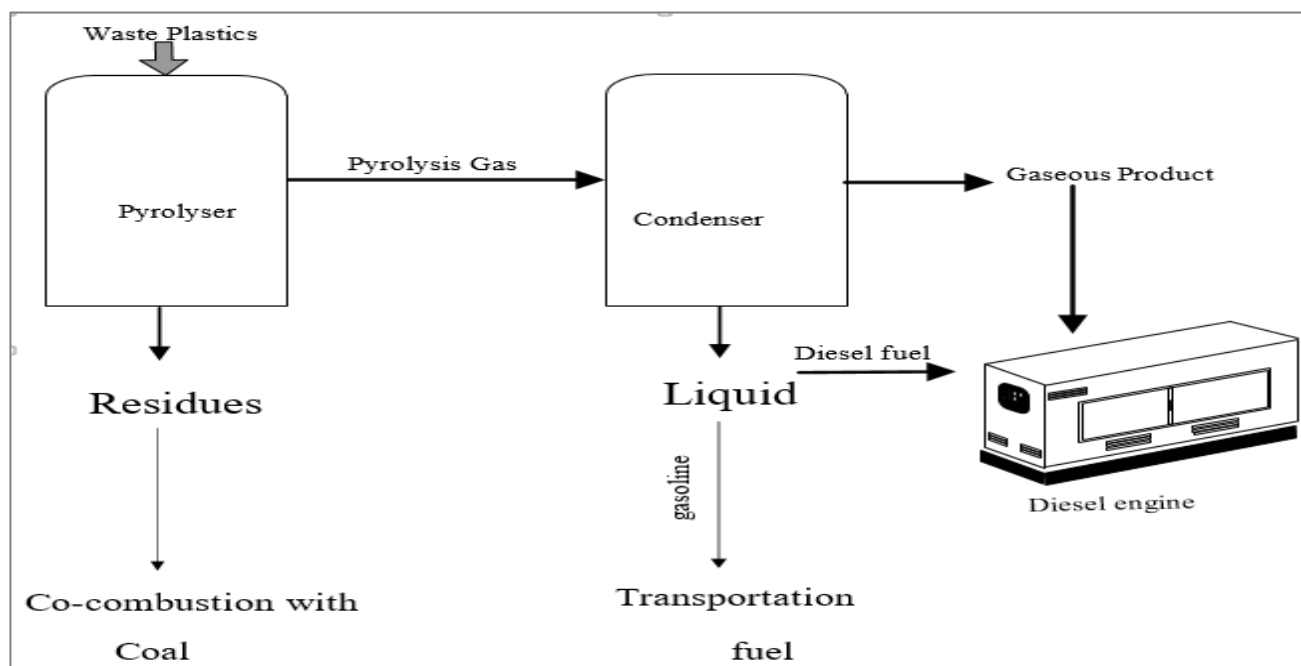 Waste Plastics
Pyrolysis Gas
Gaseous Product
Pyrolyser
Condenser
Diesel fuel
Residues
Liquid
gasoline
Diesel engine
Co-combustion with
Coal
Transportation
fuel